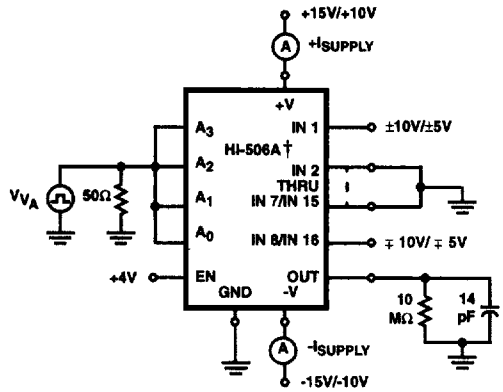 +15V/+10V
A
+ISUPPLY
+V
A3
IN 1
±10V/±5V
HI-506A†
A2
IN 2
THRU
VVA
50Ω
A1
IN 7/IN 15
A0
IN 8/IN 16
∓ 10V/ ∓ 5V
+4V
EN
OUT
GND
-V
10
MΩ
14
pF
A
-ISUPPLY
-15V/-10V